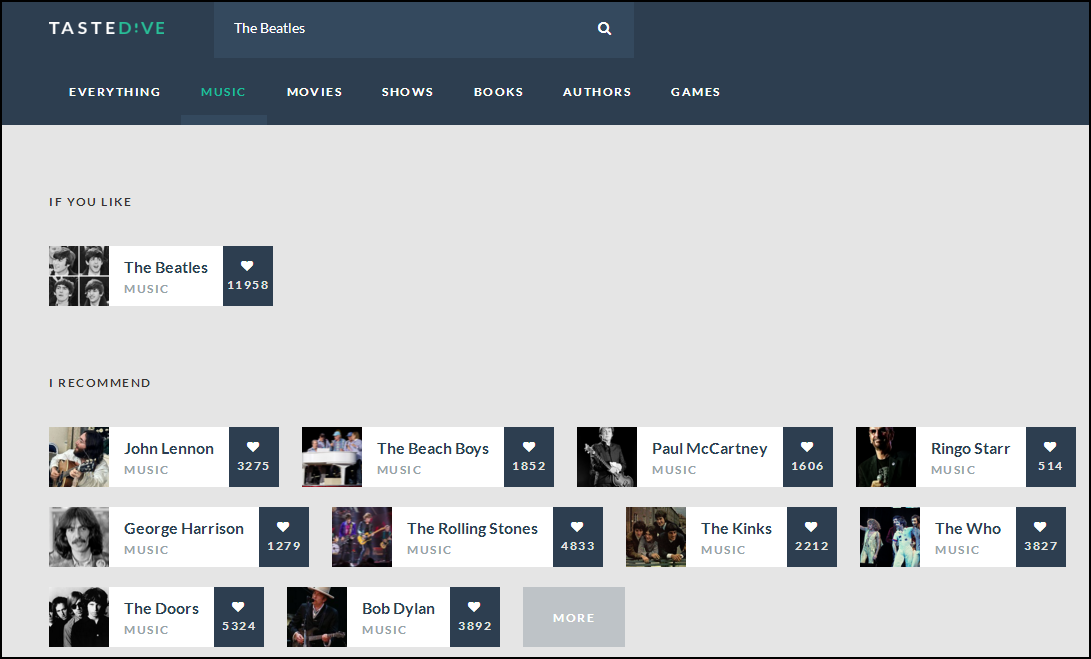 TASTEDIVE
The Beatles
EVERYTHING MUSIC MOVIES SHOWS BOOKS AUTHORS GAMES
IF YOU LIKE
The Beatles
MUSIC
11958
I RECOMMEND
John Lennon
MUSIC
3275
The Beach Boys
MUSIC
1852
Paul McCartney
MUSIC
1606
Ringo Starr
MUSIC
514
George Harrison
MUSIC
1279
The Rolling Stones
MUSIC
4833
The Kinks
MUSIC
2212
The Who
MUSIC
3827
The Doors
MUSIC
5324
Bob Dylan
MUSIC
3892
MORE